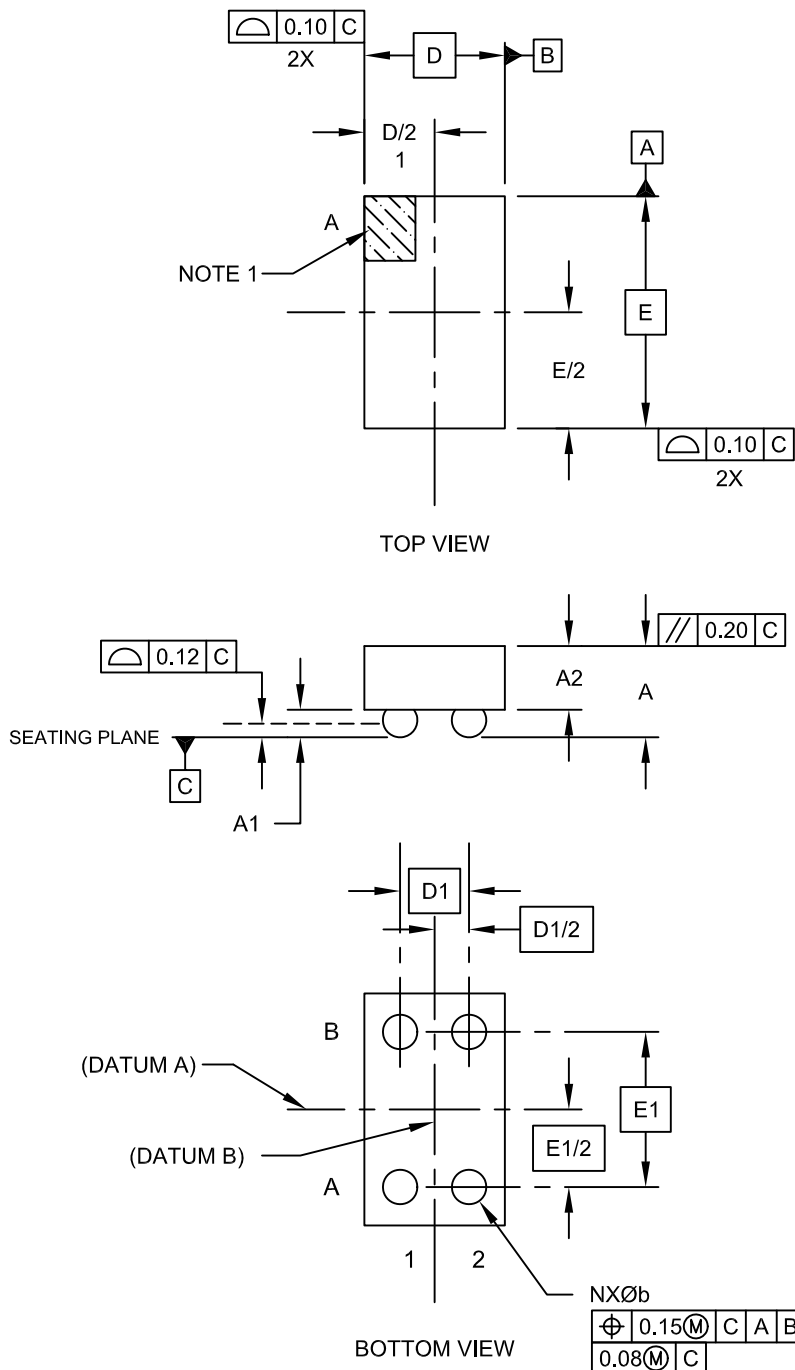 ⌓ 0.10 C
2X
D
B
D/2
1
A
A
NOTE 1
E
E/2
⌓ 0.10 C
2X
TOP VIEW
⌓ 0.12 C
// 0.20 C
A2
A
SEATING PLANE
C
A1
D1
D1/2
B
(DATUM A)
E1
(DATUM B)
E1/2
A
1 2
NXØb
⌖ 0.15Ⓜ C A B
0.08Ⓜ C
BOTTOM VIEW